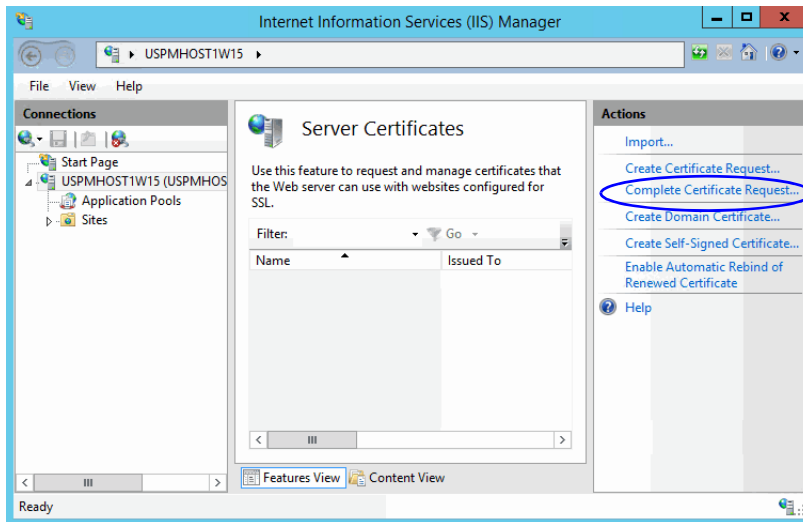 Internet Information Services (IIS) Manager
USPMHOST1W15
File View Help
Connections
Start Page
USPMHOST1W15 (USPMHOS
Application Pools
Sites
Server Certificates
Use this feature to request and manage certificates that
the Web server can use with websites configured for
SSL.
Filter:
Go
Name
Issued To
Features View
Content View
Actions
Import...
Create Certificate Request...
Complete Certificate Request...
Create Domain Certificate...
Create Self-Signed Certificate...
Enable Automatic Rebind of
Renewed Certificate
Help
Ready